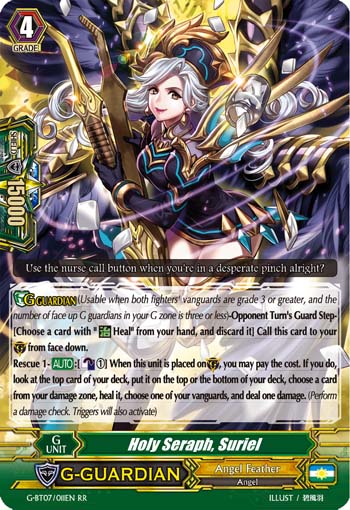 4
GRADE
SHIELD
15000
Use the nurse call button when you're in a desperate pinch alright?
G GUARDIAN (Usable when both fighters' vanguards are grade 3 or greater, and the
number of face up G guardians in your G zone is three or less)-Opponent Turn's Guard Step-
[Choose a card with " Heal" from your hand, and discard it] Call this card to your
GC from face down.
Rescue 1-AUTO:[ ①] When this unit is placed on GC, you may pay the cost. If you do,
look at the top card of your deck, put it on the top or the bottom of your deck, choose a card
from your damage zone, heal it, choose one of your vanguards, and deal one damage. (Perform
a damage check. Triggers will also activate)
G
UNIT
Holy Seraph, Suriel
G-GUARDIAN
Angel Feather
Angel
G-BT07/011EN RR
ILLUST / 碧風羽